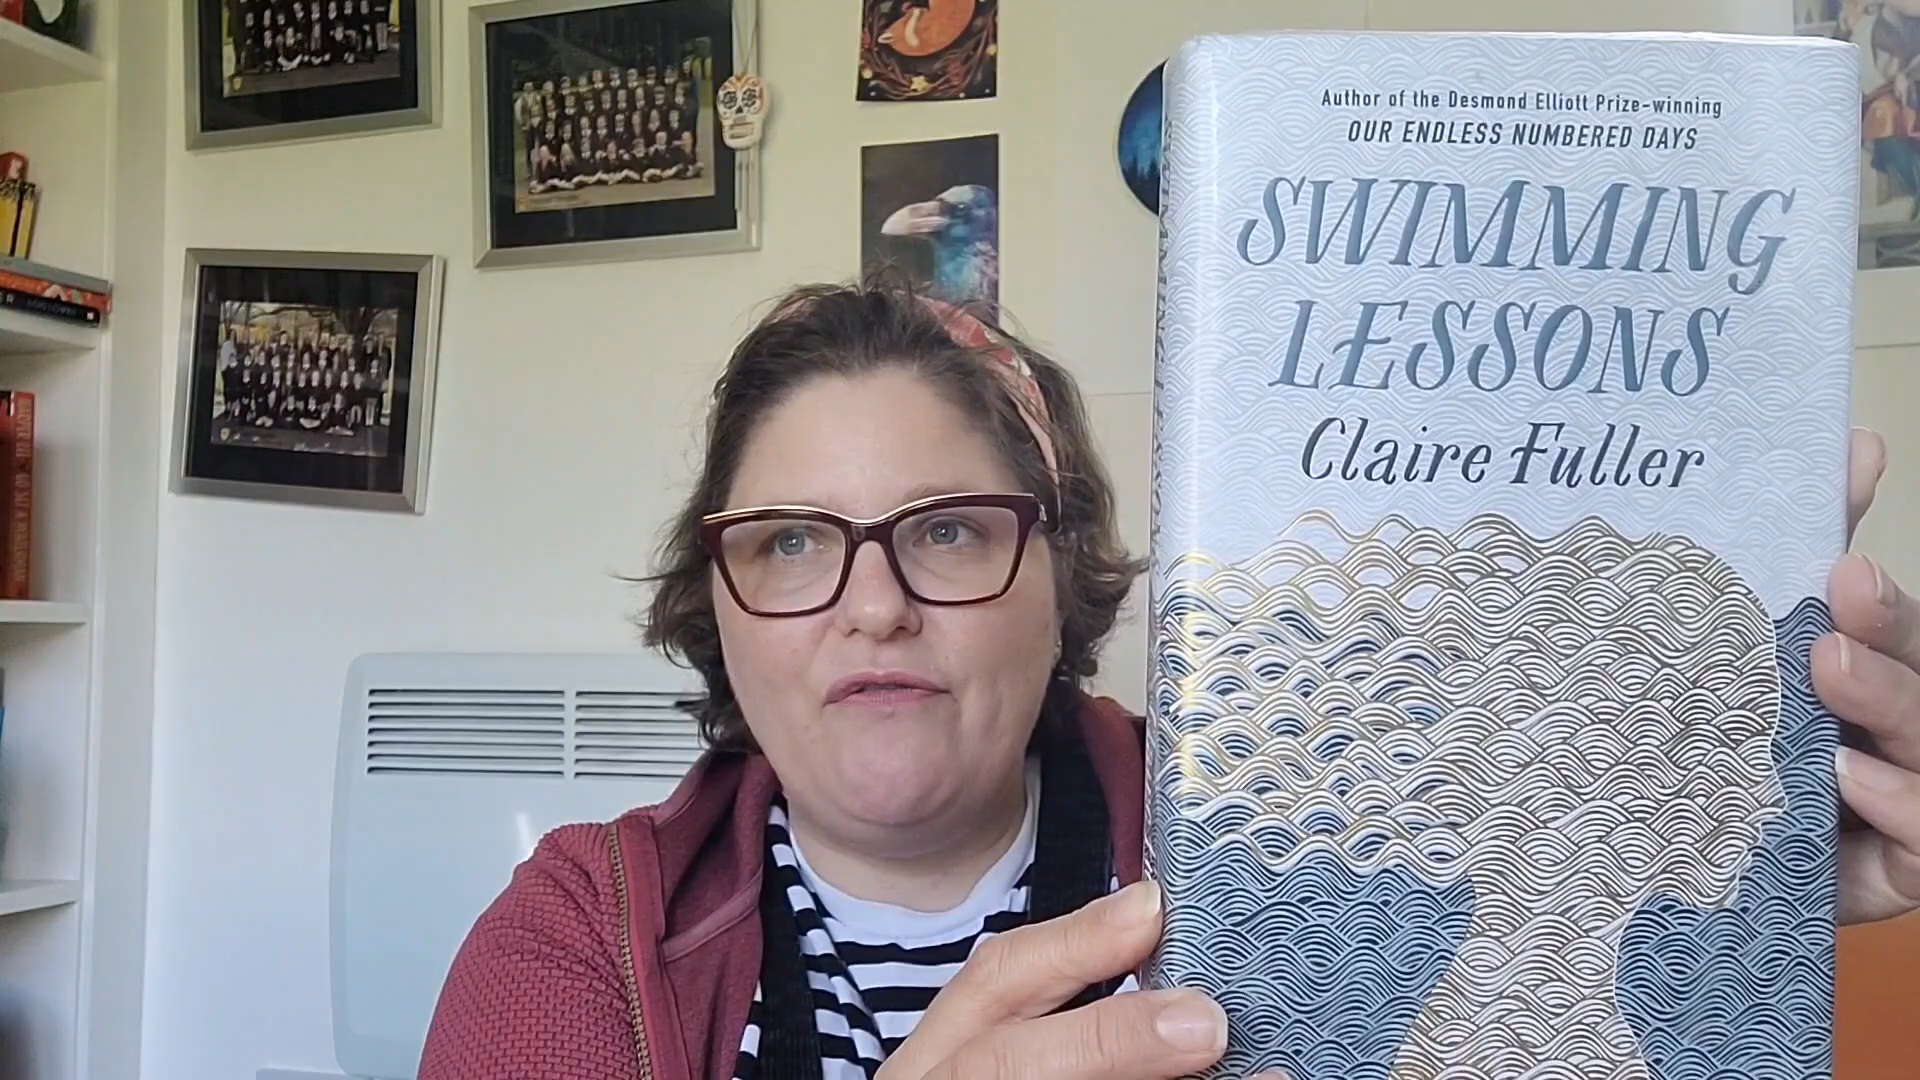 Author of the Desmond Elliott Prize-winning
OUR ENDLESS NUMBERED DAYS
SWIMMING
LESSONS
Claire Fuller